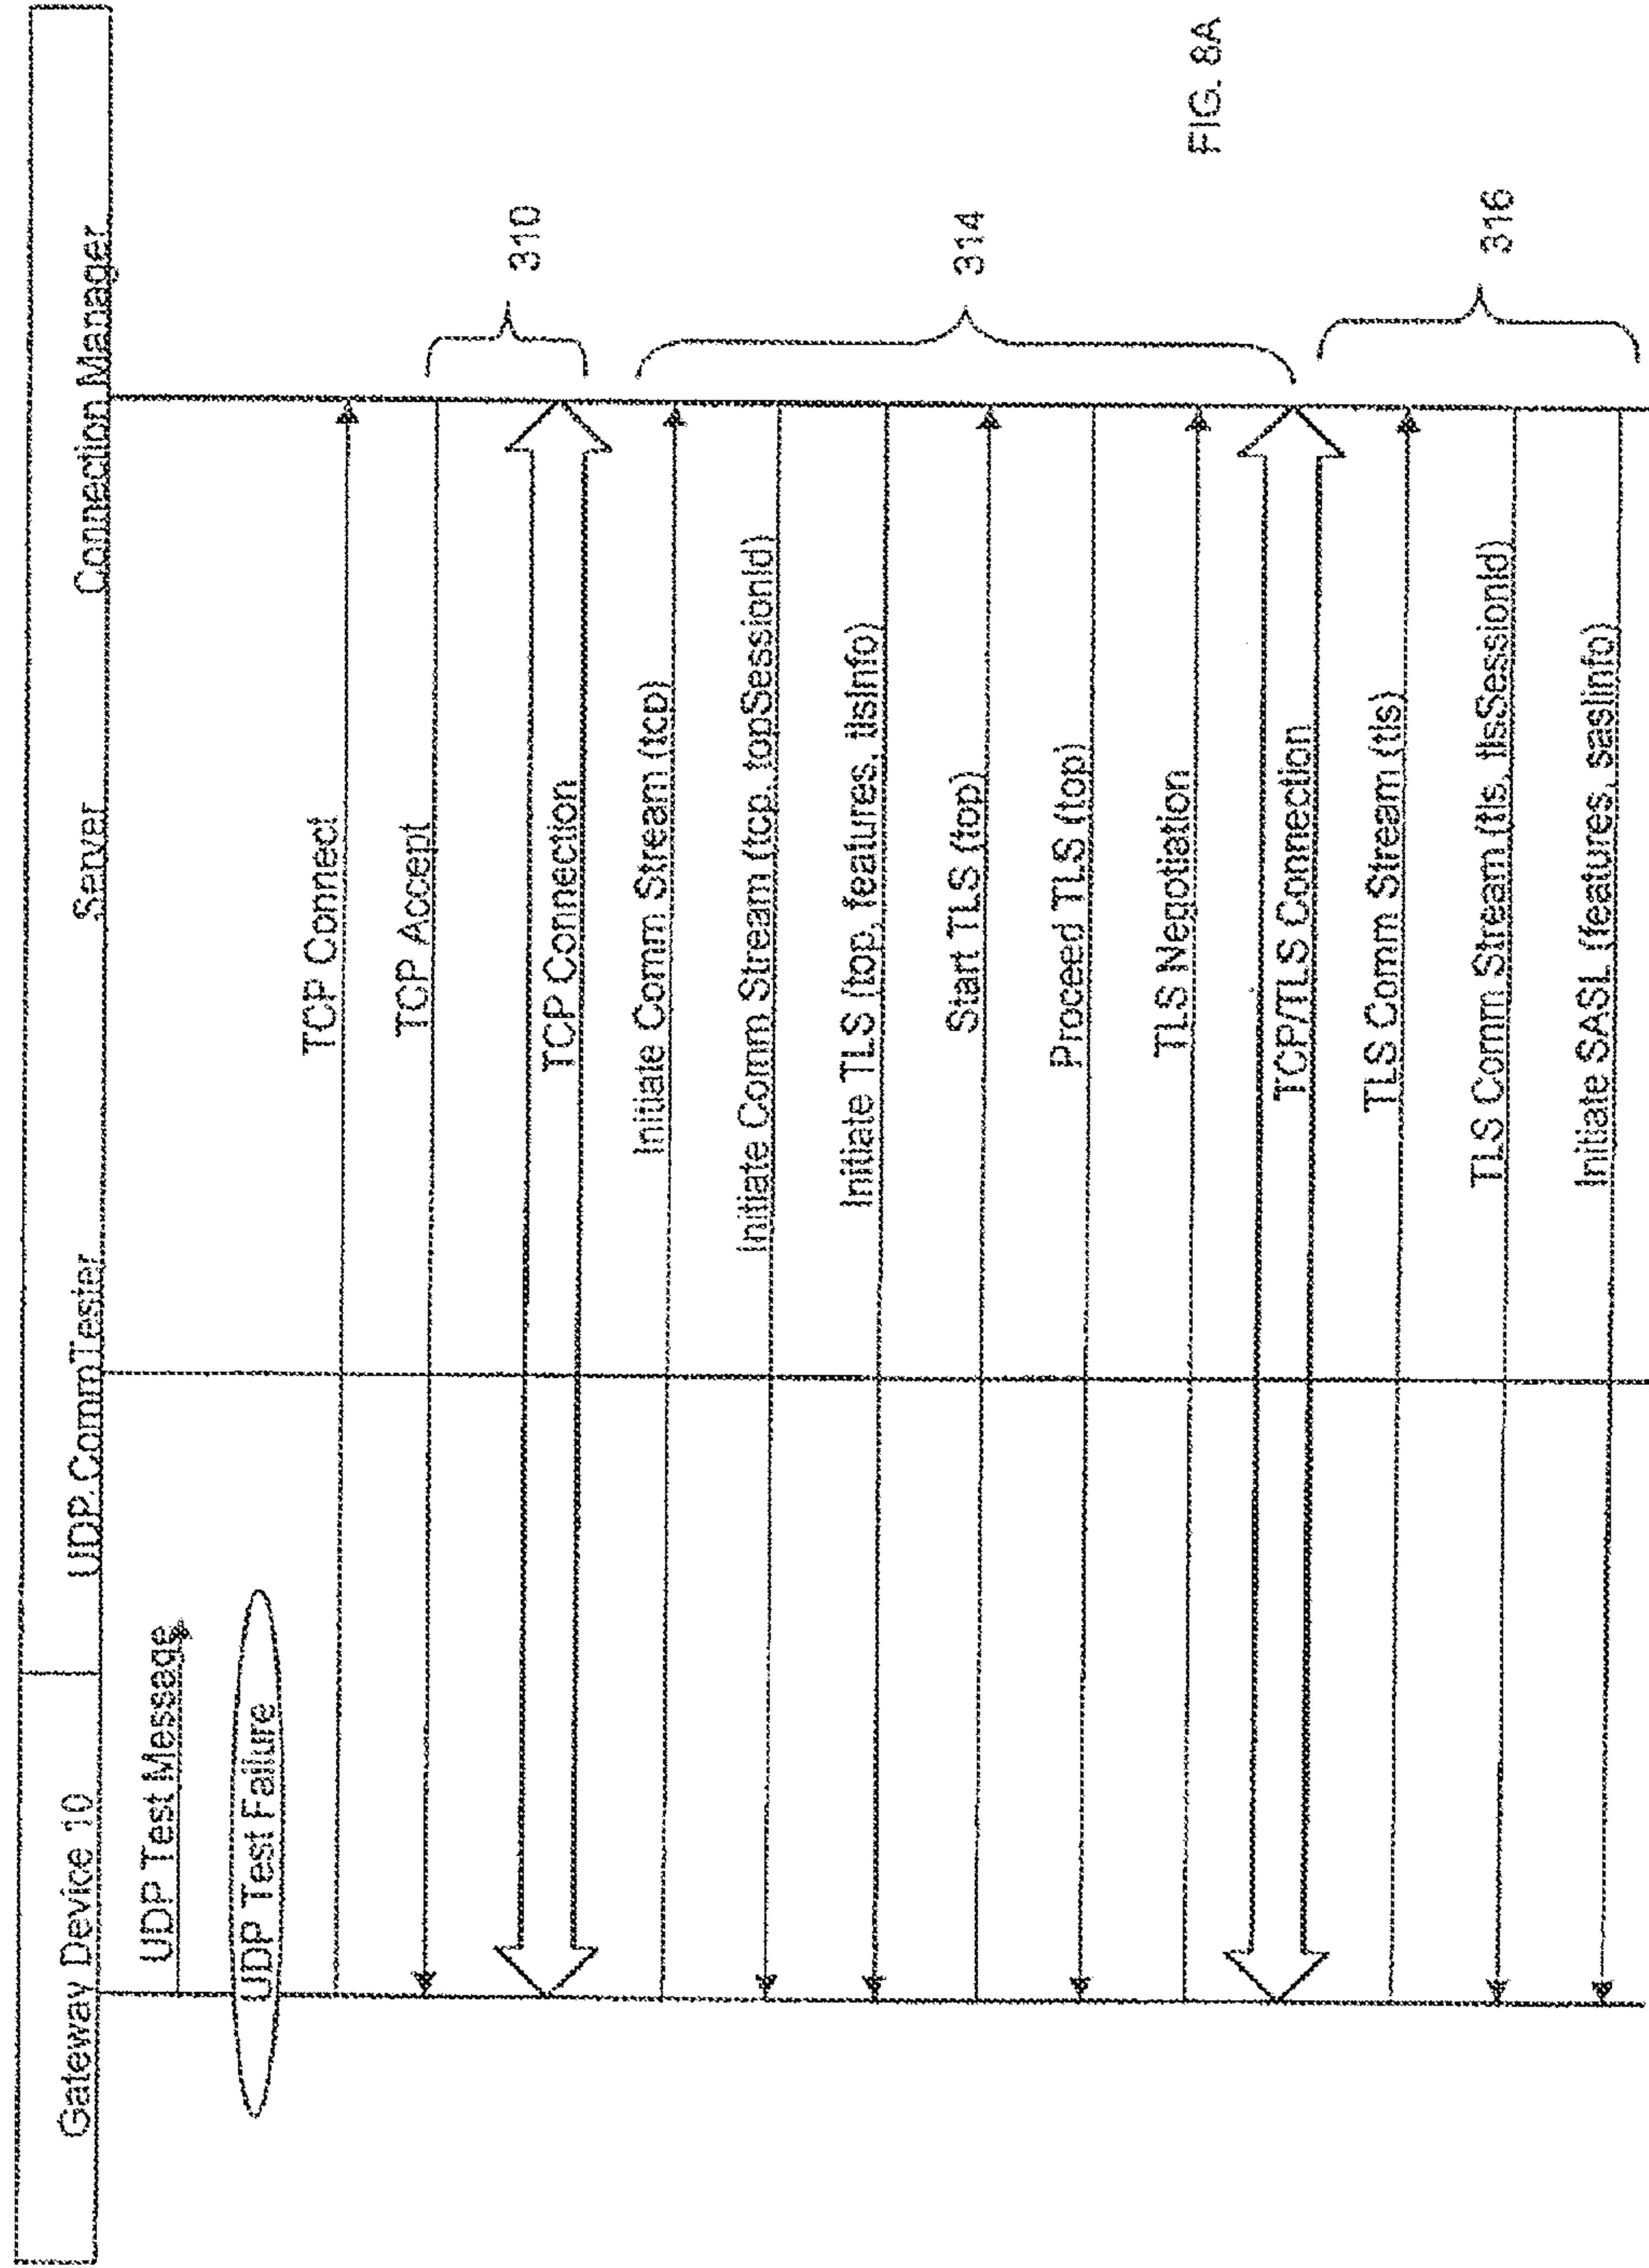 Gateway Device 10
UDP CommTester
Server
Connection Manager
UDP Test Message
UDP Test Failure
TCP Connect
TCP Accept
TCP Connection
310
Initiate Comm Stream (tcp)
Initiate Comm Stream (tcp, tcpSessionId)
Initiate TLS (tcp, features, tlsInfo)
Start TLS (tcp)
Proceed TLS (tcp)
TLS Negotiation
TCP/TLS Connection
314
TLS Comm Stream (tls)
TLS Comm Stream (tls, tlsSessionId)
Initiate SASL (features, saslInfo)
316
FIG. 8A